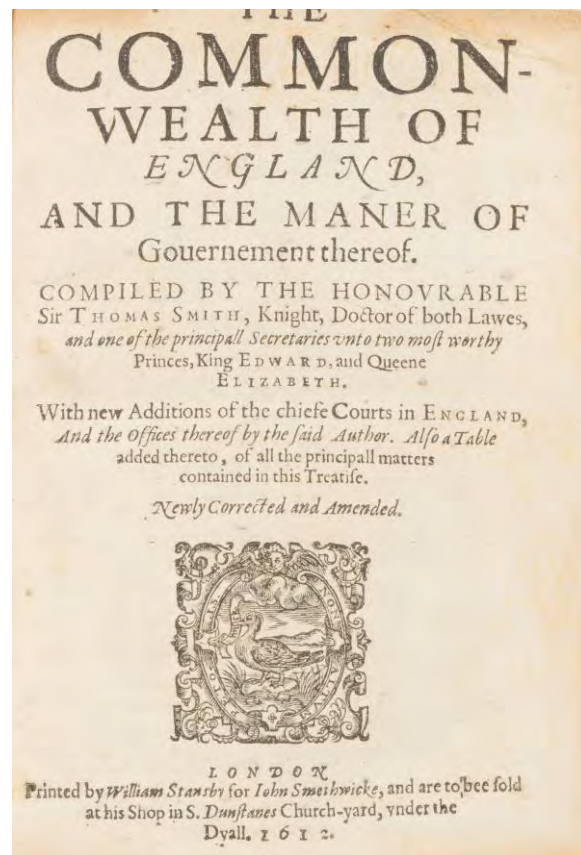 THE
COMMON-
WEALTH OF
ENGLAND,
AND THE MANER OF
Gouernement thereof.
COMPILED BY THE HONOVRABLE
Sir THOMAS SMITH, Knight, Doctor of both Lawes,
and one of the principall Secretaries vnto two moſt worthy
Princes, King EDWARD, and Queene
ELIZABETH.
With new Additions of the chiefe Courts in ENGLAND,
And the Offices thereof by the ſaid Author. Alſo a Table
added thereto, of all the principall matters
contained in this Treatiſe.
Newly Corrected and Amended.
NON ALTVM
LONDON
Printed by William Stansby for Iohn Smethwicke, and are to bee ſold
at his Shop in S. Dunſtanes Church-yard, vnder the
Dyall. 1612.